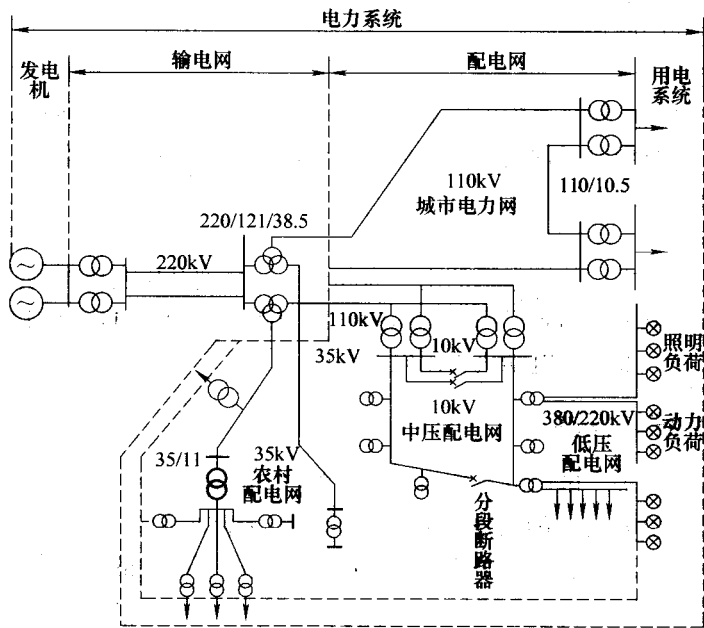 电力系统
发电
机
输电网
配电网
用电
系统
110kV
城市电力网
110/10.5
220/121/38.5
220kV
110kV
35kV
10kV
照明
负荷
10kV
中压配电网
380/220kV
低压
配电网
动力
负荷
35/11
35kV
农村
配电网
分
段
断
路
器